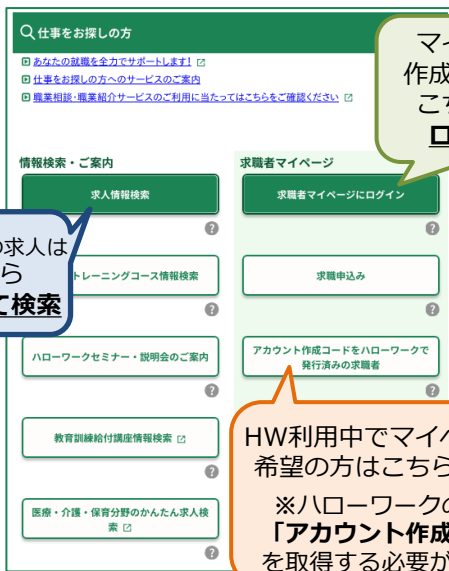 仕事をお探しの方
あなたの就職を全力でサポートします!
仕事をお探しの方へのサービスのご案内
職業相談・職業紹介サービスのご利用に当たってはこちらをご確認ください
マイ
作成
こち
ロ
情報検索・ご案内
求職者マイページ
求人情報検索
求職者マイページにログイン
?
?
の求人は
ら
て検索
トレーニングコース情報検索
求職申込み
?
?
ハローワークセミナー・説明会のご案内
アカウント作成コードをハローワークで
発行済みの求職者
?
?
教育訓練給付講座情報検索
?
HW利用中でマイペ
希望の方はこちら
※ハローワークの
「アカウント作成
を取得する必要が
医療・介護・保育分野のかんたん求人検
索
?